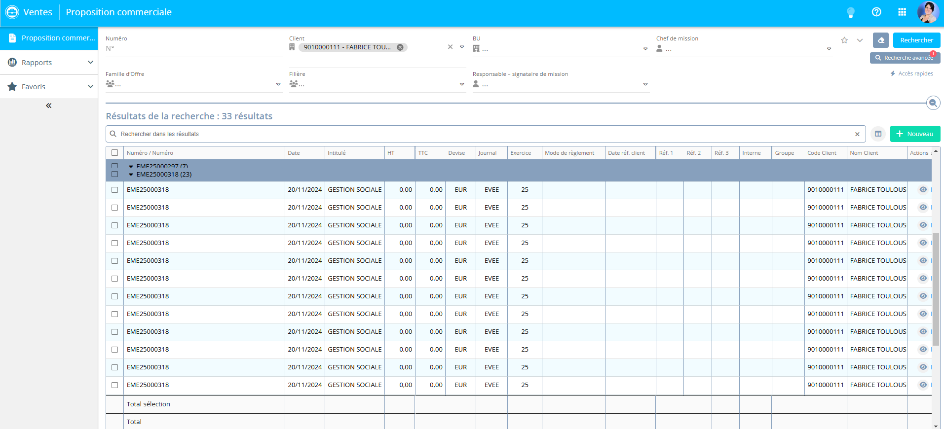 Ventes Proposition commerciale
Proposition commer...
Rapports
Favoris
Numéro
N°
Client
9010000111 - FABRICE TOU...
BU
...
Chef de mission
...
Rechercher
Recherche avancée
Famille d'Offre
...
Filière
...
Responsable - signataire de mission
...
Accès rapides
Résultats de la recherche : 33 résultats
Rechercher dans les résultats
Nouveau
Numéro / Numéro Date Intitulé HT TTC Devise Journal Exercice Mode de règlement Date réf. client Réf. 1 Réf. 2 Réf. 3 Interne Groupe Code Client Nom Client Actions
EME25000297 (7)
EME25000318 (23)
EME25000318 20/11/2024 GESTION SOCIALE 0,00 0,00 EUR EVEE 25 9010000111 FABRICE TOULOUS
EME25000318 20/11/2024 GESTION SOCIALE 0,00 0,00 EUR EVEE 25 9010000111 FABRICE TOULOUS
EME25000318 20/11/2024 GESTION SOCIALE 0,00 0,00 EUR EVEE 25 9010000111 FABRICE TOULOUS
EME25000318 20/11/2024 GESTION SOCIALE 0,00 0,00 EUR EVEE 25 9010000111 FABRICE TOULOUS
EME25000318 20/11/2024 GESTION SOCIALE 0,00 0,00 EUR EVEE 25 9010000111 FABRICE TOULOUS
EME25000318 20/11/2024 GESTION SOCIALE 0,00 0,00 EUR EVEE 25 9010000111 FABRICE TOULOUS
EME25000318 20/11/2024 GESTION SOCIALE 0,00 0,00 EUR EVEE 25 9010000111 FABRICE TOULOUS
EME25000318 20/11/2024 GESTION SOCIALE 0,00 0,00 EUR EVEE 25 9010000111 FABRICE TOULOUS
EME25000318 20/11/2024 GESTION SOCIALE 0,00 0,00 EUR EVEE 25 9010000111 FABRICE TOULOUS
EME25000318 20/11/2024 GESTION SOCIALE 0,00 0,00 EUR EVEE 25 9010000111 FABRICE TOULOUS
EME25000318 20/11/2024 GESTION SOCIALE 0,00 0,00 EUR EVEE 25 9010000111 FABRICE TOULOUS
EME25000318 20/11/2024 GESTION SOCIALE 0,00 0,00 EUR EVEE 25 9010000111 FABRICE TOULOUS
Total sélection
Total